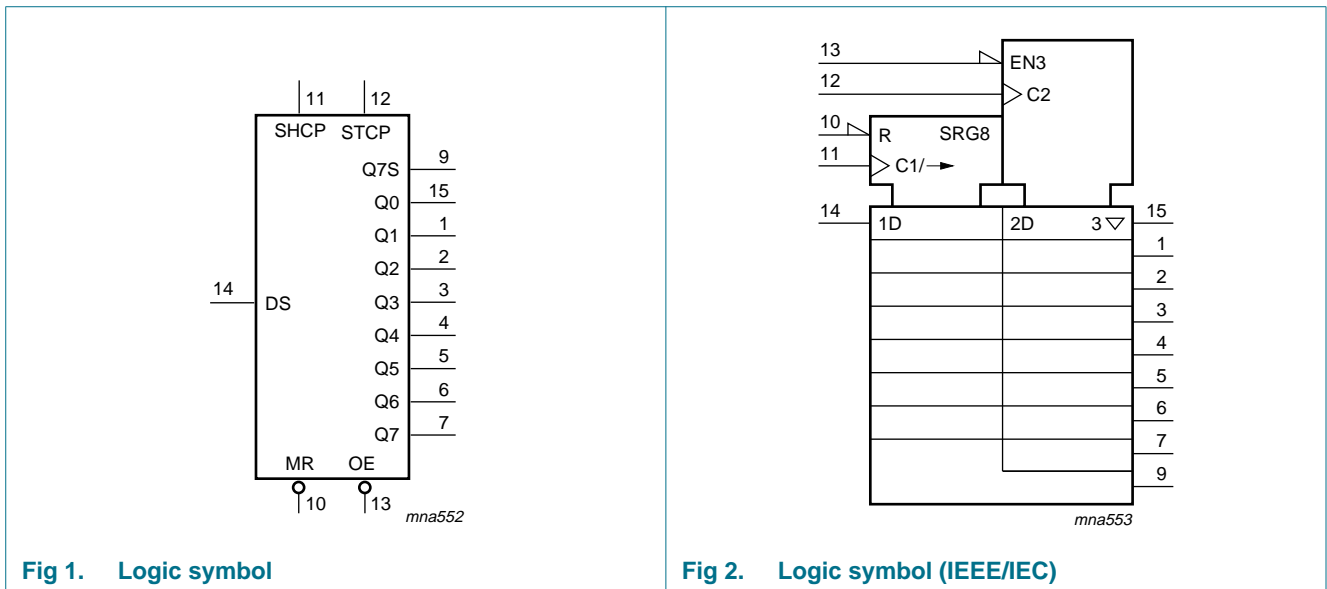 11 12
SHCP STCP
Q7S 9
Q0 15
Q1 1
Q2 2
14 DS Q3 3
Q4 4
Q5 5
Q6 6
Q7 7
MR OE
10 13
mna552
Fig 1. Logic symbol
13 EN3
12 C2
10 R SRG8
11 C1/
14 1D 2D 3 15
1
2
3
4
5
6
7
9
mna553
Fig 2. Logic symbol (IEEE/IEC)